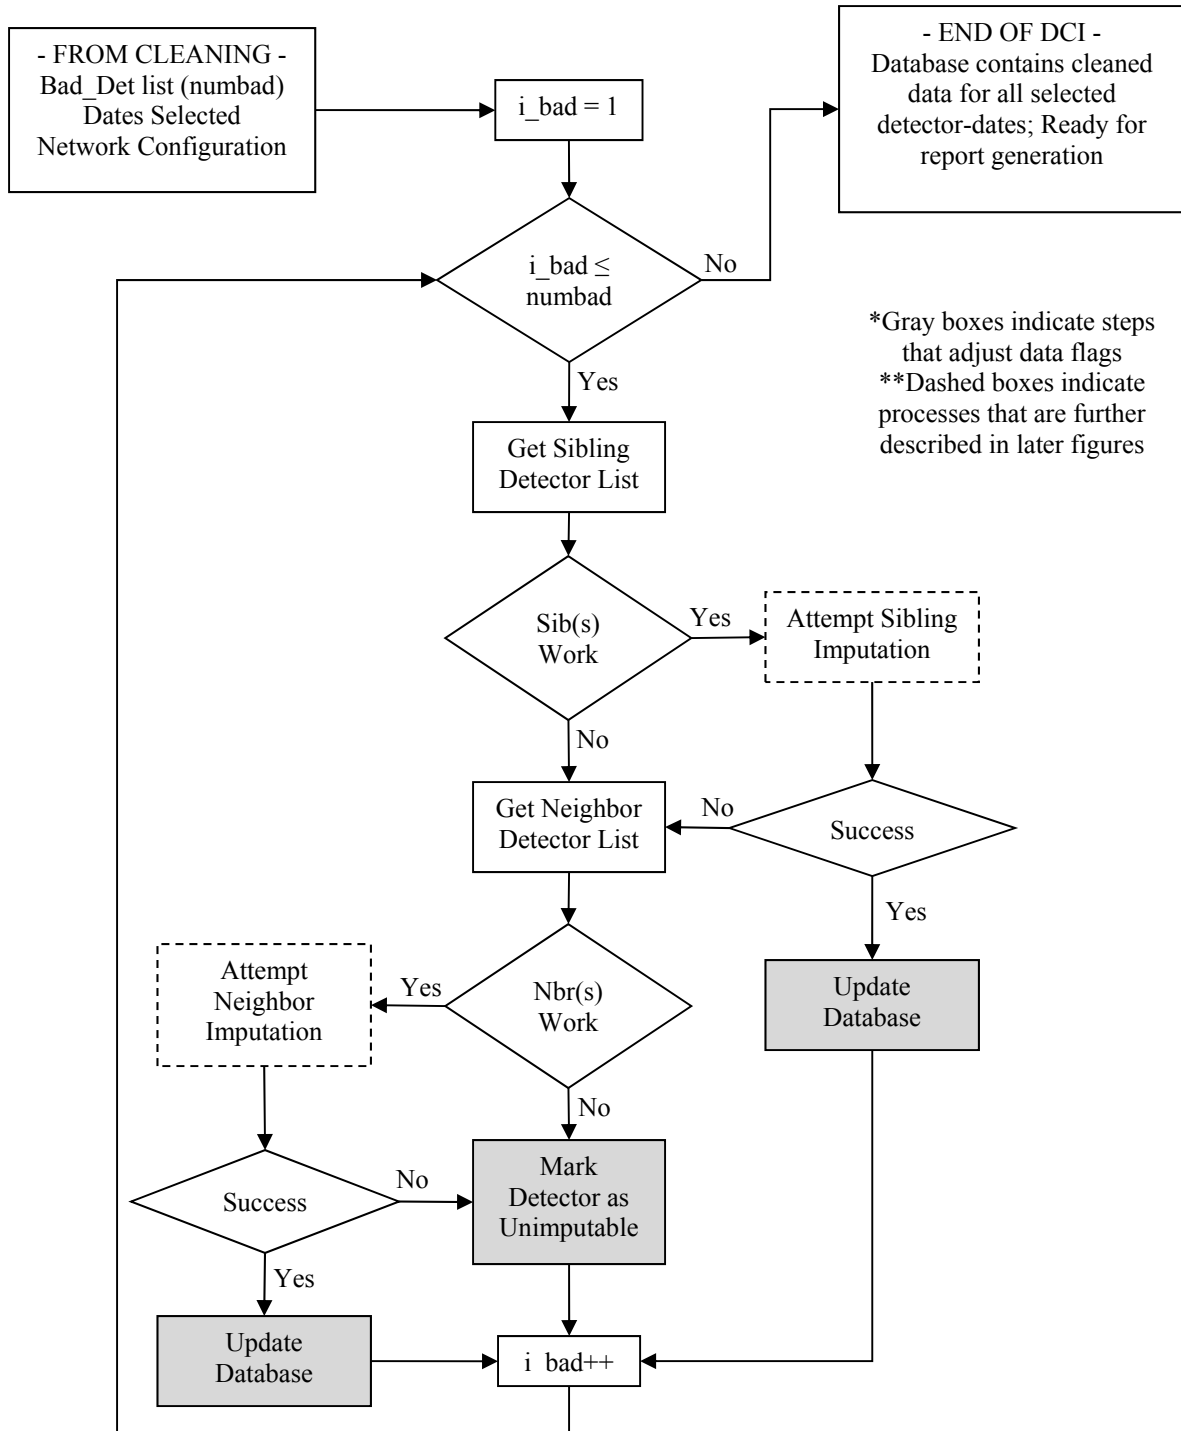 - FROM CLEANING -
Bad_Det list (numbad)
Dates Selected
Network Configuration
i_bad = 1
- END OF DCI -
Database contains cleaned
data for all selected
detector-dates; Ready for
report generation
i_bad ≤
numbad
No
Yes
*Gray boxes indicate steps
that adjust data flags
**Dashed boxes indicate
processes that are further
described in later figures
Get Sibling
Detector List
Sib(s)
Work
Yes
Attempt Sibling
Imputation
No
Get Neighbor
Detector List
No
Success
Yes
Update
Database
Nbr(s)
Work
Yes
Attempt
Neighbor
Imputation
No
Mark
Detector as
Unimputable
Success
No
Yes
Update
Database
i bad++